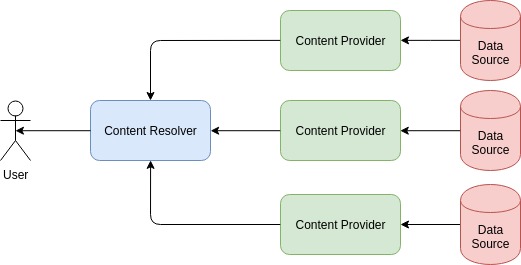 Content Provider
Data
Source
User
Content Resolver
Content Provider
Data
Source
Content Provider
Data
Source